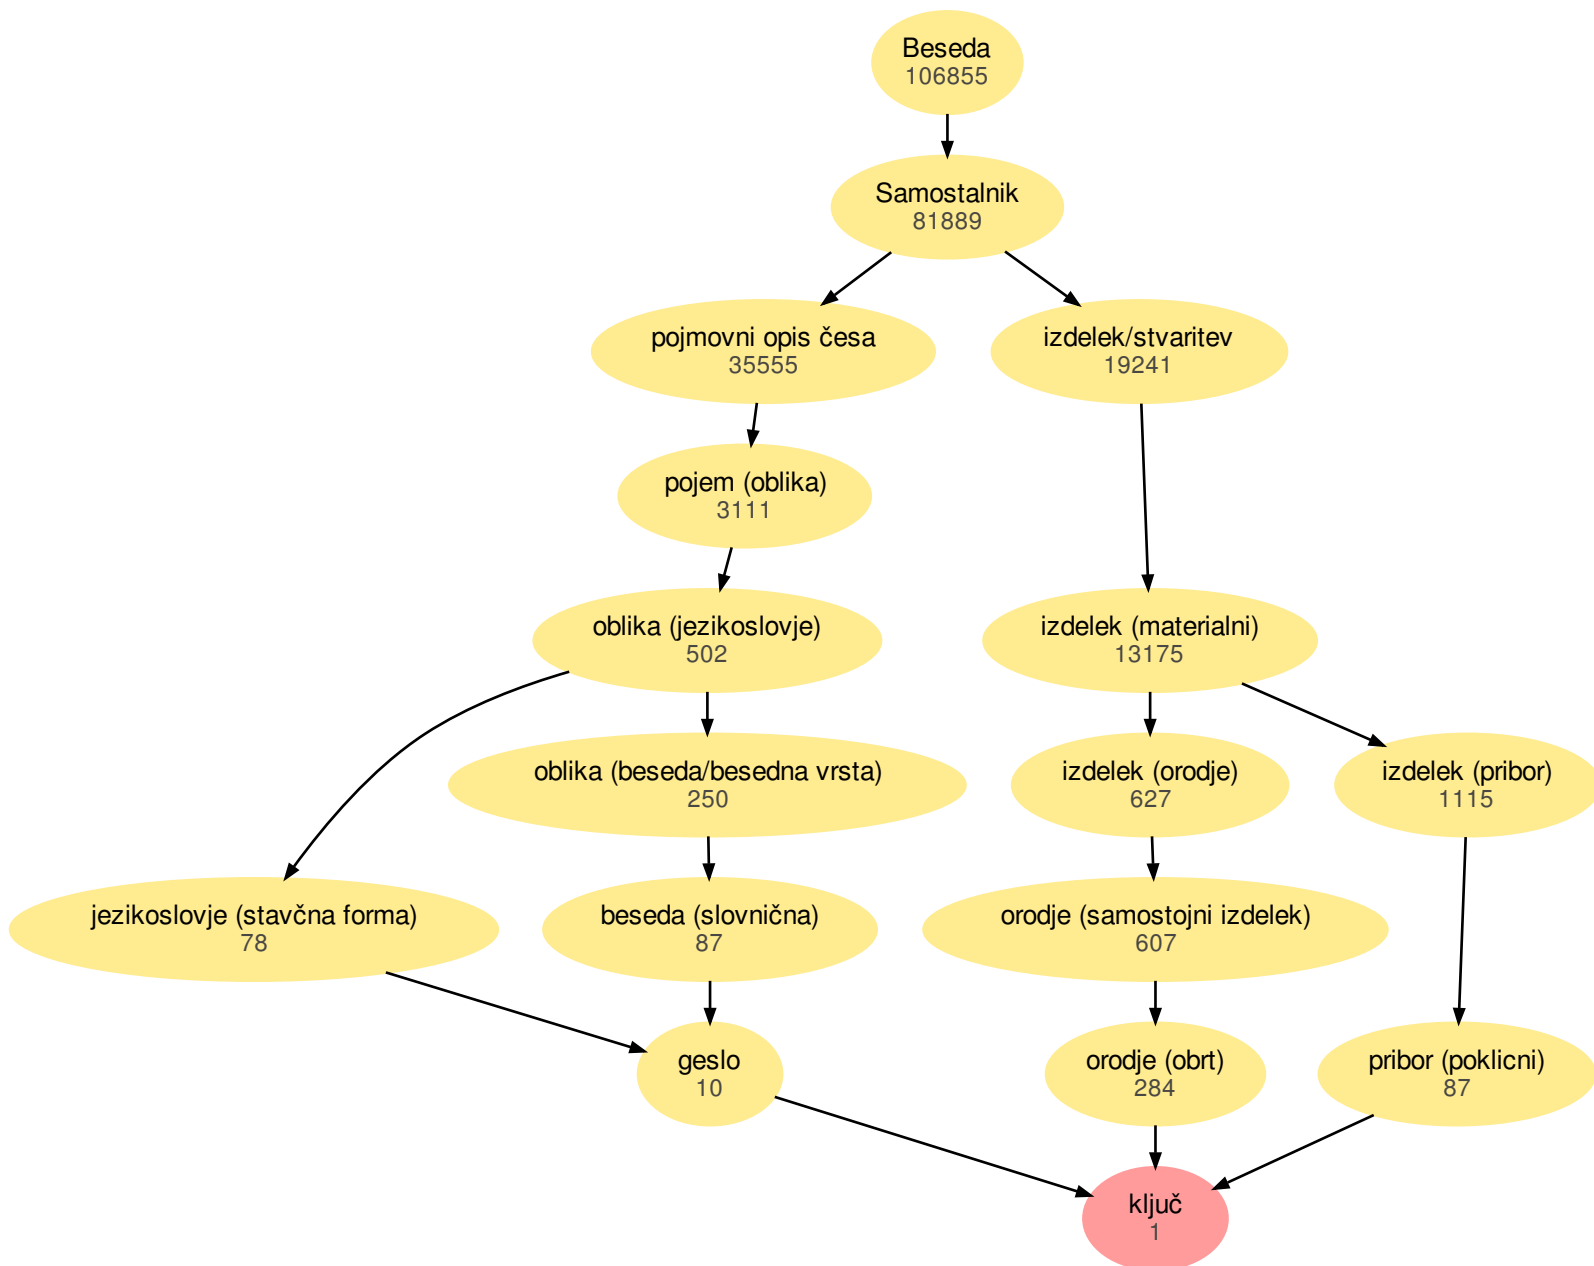 Beseda
106855
Samostalnik
81889
pojmovni opis česa
35555
izdelek/stvaritev
19241
pojem (oblika)
3111
oblika (jezikoslovje)
502
izdelek (materialni)
13175
oblika (beseda/besedna vrsta)
250
izdelek (orodje)
627
izdelek (pribor)
1115
jezikoslovje (stavčna forma)
78
beseda (slovnična)
87
orodje (samostojni izdelek)
607
geslo
10
orodje (obrt)
284
pribor (poklicni)
87
ključ
1